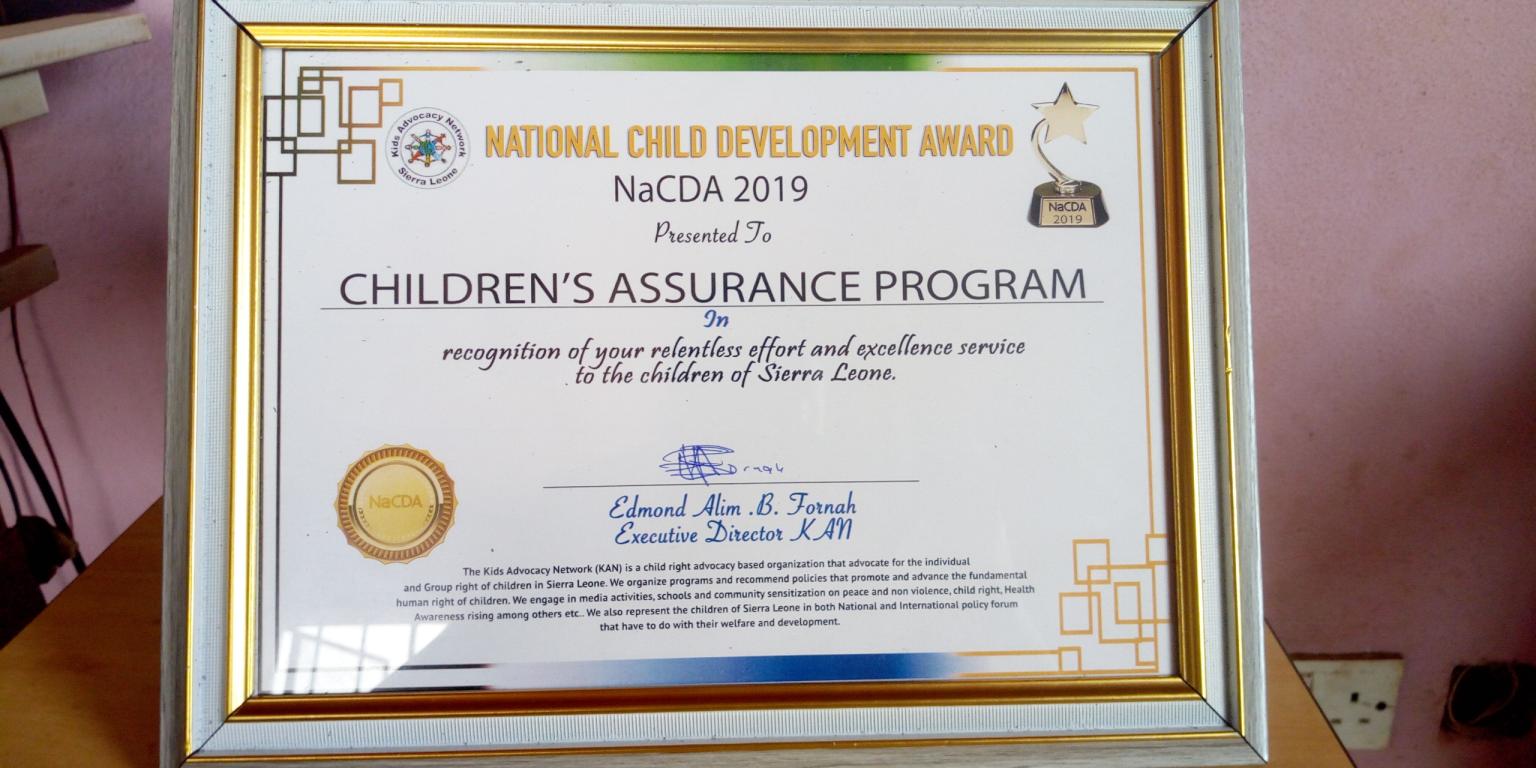 Kids Advocacy Network
Sierra Leone
NATIONAL CHILD DEVELOPMENT AWARD
NaCDA 2019
NaCDA
2019
Presented To
CHILDREN'S ASSURANCE PROGRAM
In
recognition of your relentless effort and excellence service
to the children of Sierra Leone.
NaCDA
Fornah
Edmond Alim .B. Fornah
Executive Director KAN
The Kids Advocacy Network (KAN) is a child right advocacy based organization that advocate for the individual
and Group right of children in Sierra Leone. We organize programs and recommend policies that promote and advance the fundamental
human right of children. We engage in media activities, schools and community sensitization on peace and non violence, child right, Health
Awareness rising among others etc.. We also represent the children of Sierra Leone in both National and International policy forum
that have to do with their welfare and development.